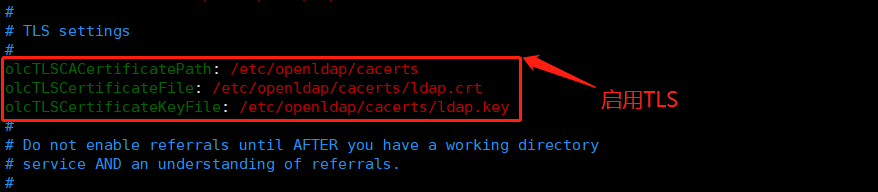 #
# TLS settings
#
olcTLSCACertificatePath: /etc/openldap/cacerts
olcTLSCertificateFile: /etc/openldap/cacerts/ldap.crt
olcTLSCertificateKeyFile: /etc/openldap/cacerts/ldap.key
启用TLS
#
# Do not enable referrals until AFTER you have a working directory
# service AND an understanding of referrals.
#